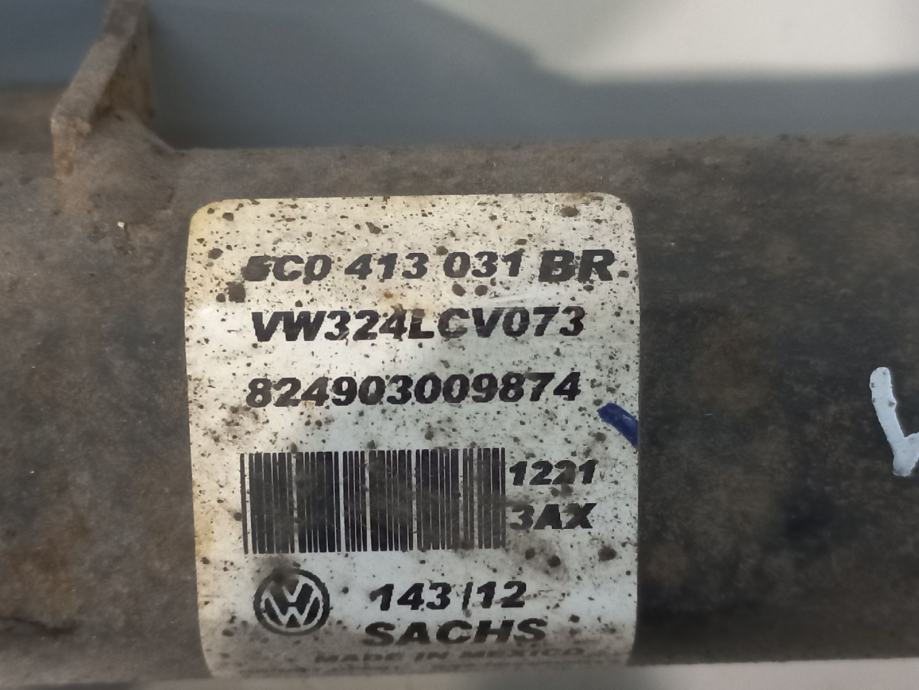 5C0 413 031 BR
VW324LCV073
824903009874
1221
3AX
143/12
SACHS
MADE IN MEXICO